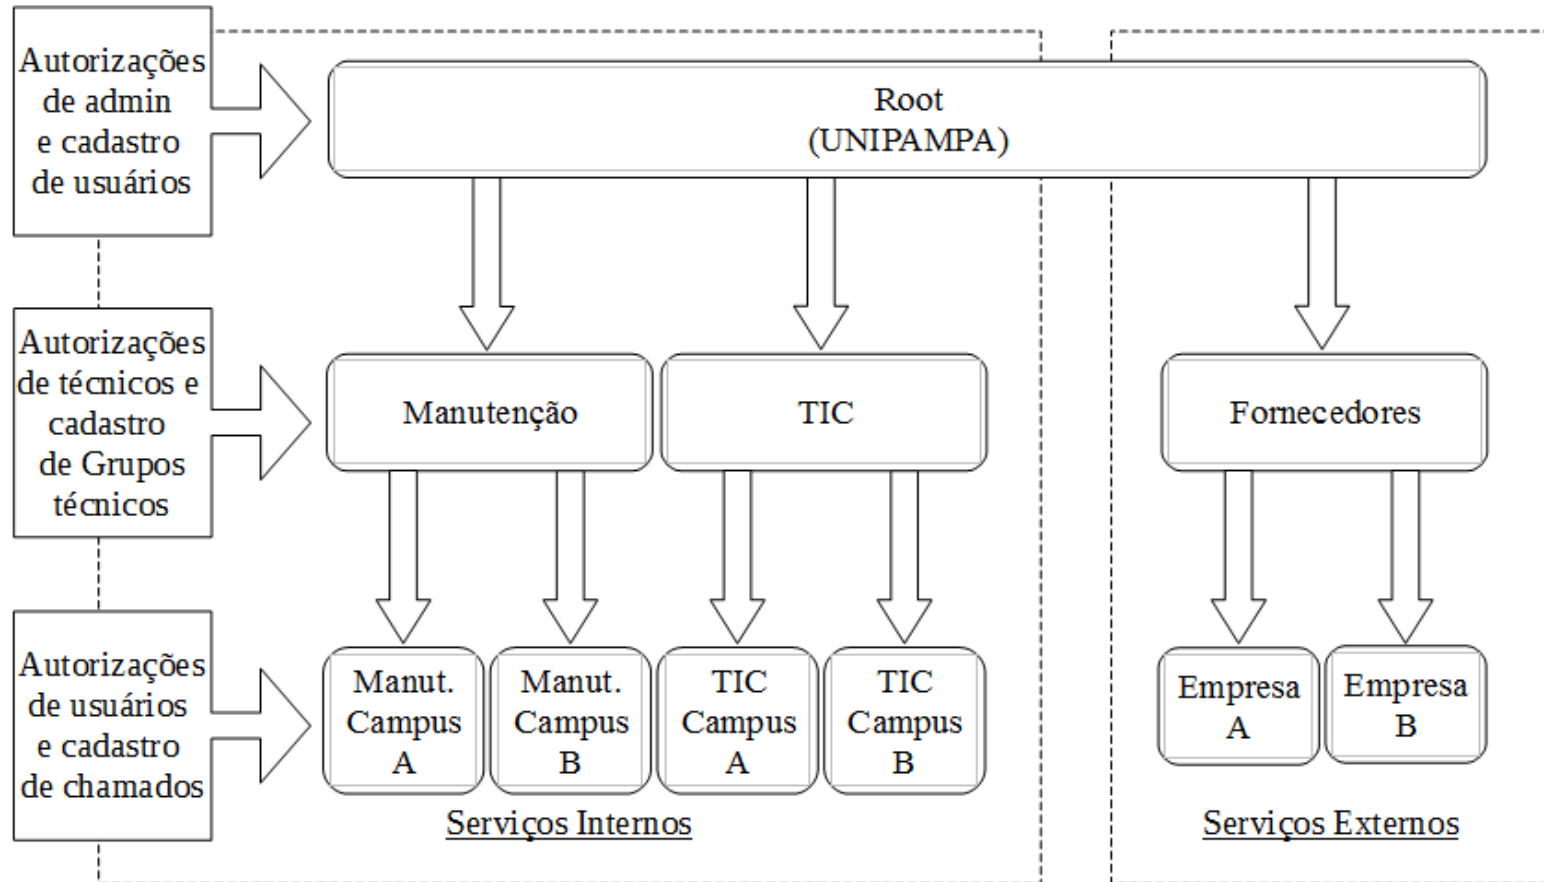 Autorizações
de admin
e cadastro
de usuários
Root
(UNIPAMPA)
Autorizações
de técnicos e
cadastro
de Grupos
técnicos
Manutenção
TIC
Fornecedores
Autorizações
de usuários
e cadastro
de chamados
Manut.
Campus
A
Manut.
Campus
B
TIC
Campus
A
TIC
Campus
B
Empresa
A
Empresa
B
Serviços Internos
Serviços Externos